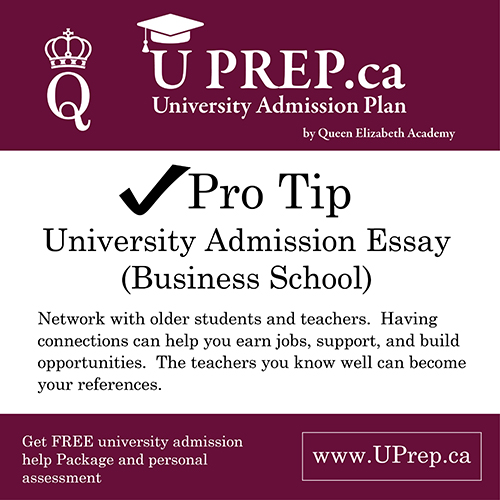 Q
U PREP.ca
University Admission Plan
by Queen Elizabeth Academy
Pro Tip
University Admission Essay
(Business School)
Network with older students and teachers. Having
connections can help you earn jobs, support, and build
opportunities. The teachers you know well can become
your references.
Get FREE university admission
help Package and personal
assessment
www.UPrep.ca